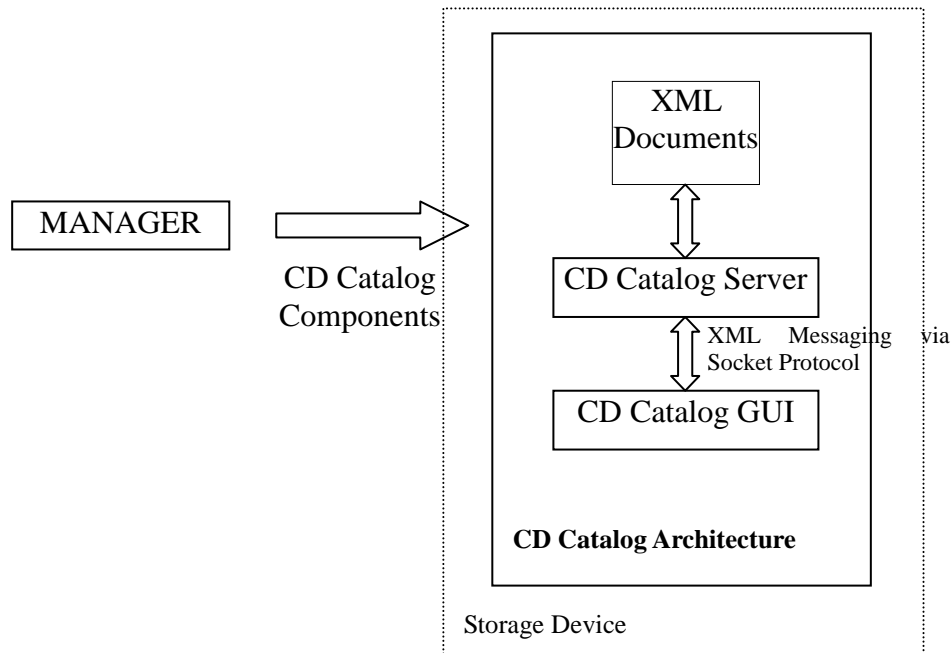 XML
Documents
MANAGER
CD Catalog
Components
CD Catalog Server
XML Messaging via
Socket Protocol
CD Catalog GUI
CD Catalog Architecture
Storage Device